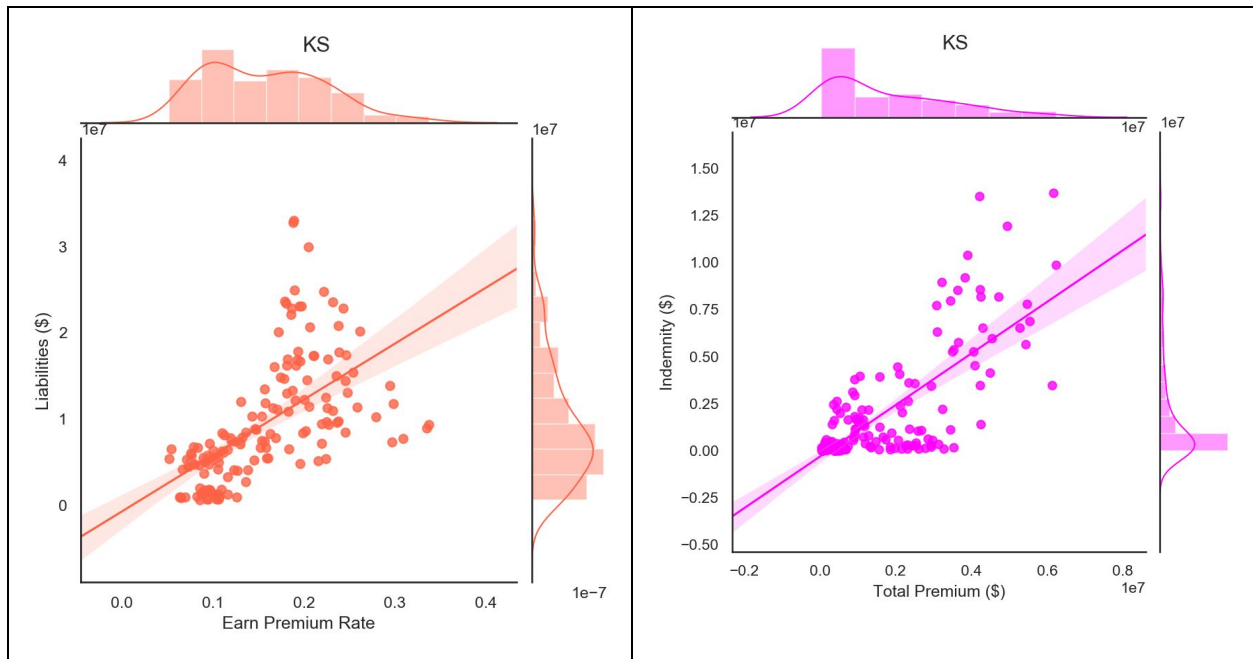 KS
1e7
1e7
4
3
2
1
0
Liabilities ($)
0.0 0.1 0.2 0.3 0.4
1e−7
Earn Premium Rate
KS
1e7
1e7
1e7
1.50
1.25
1.00
0.75
0.50
0.25
0.00
−0.25
−0.50
Indemnity ($)
−0.2 0.0 0.2 0.4 0.6 0.8
1e7
Total Premium ($)